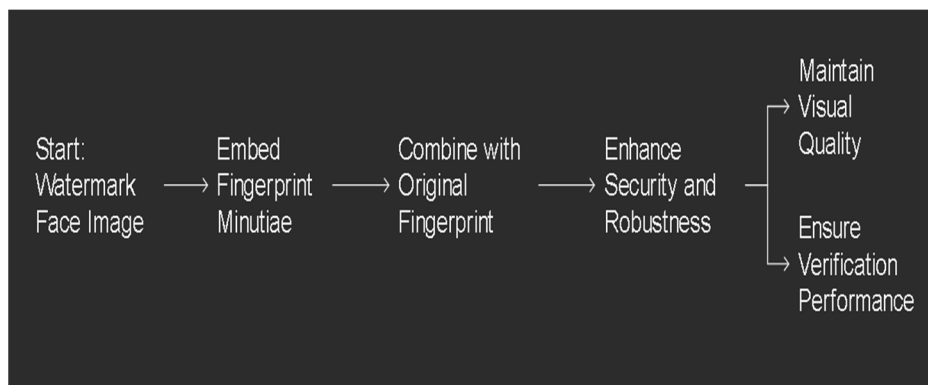 Start:
Watermark
Face Image
Embed
Fingerprint
Minutiae
Combine with
Original
Fingerprint
Enhance
Security and
Robustness
Maintain
Visual
Quality
Ensure
Verification
Performance